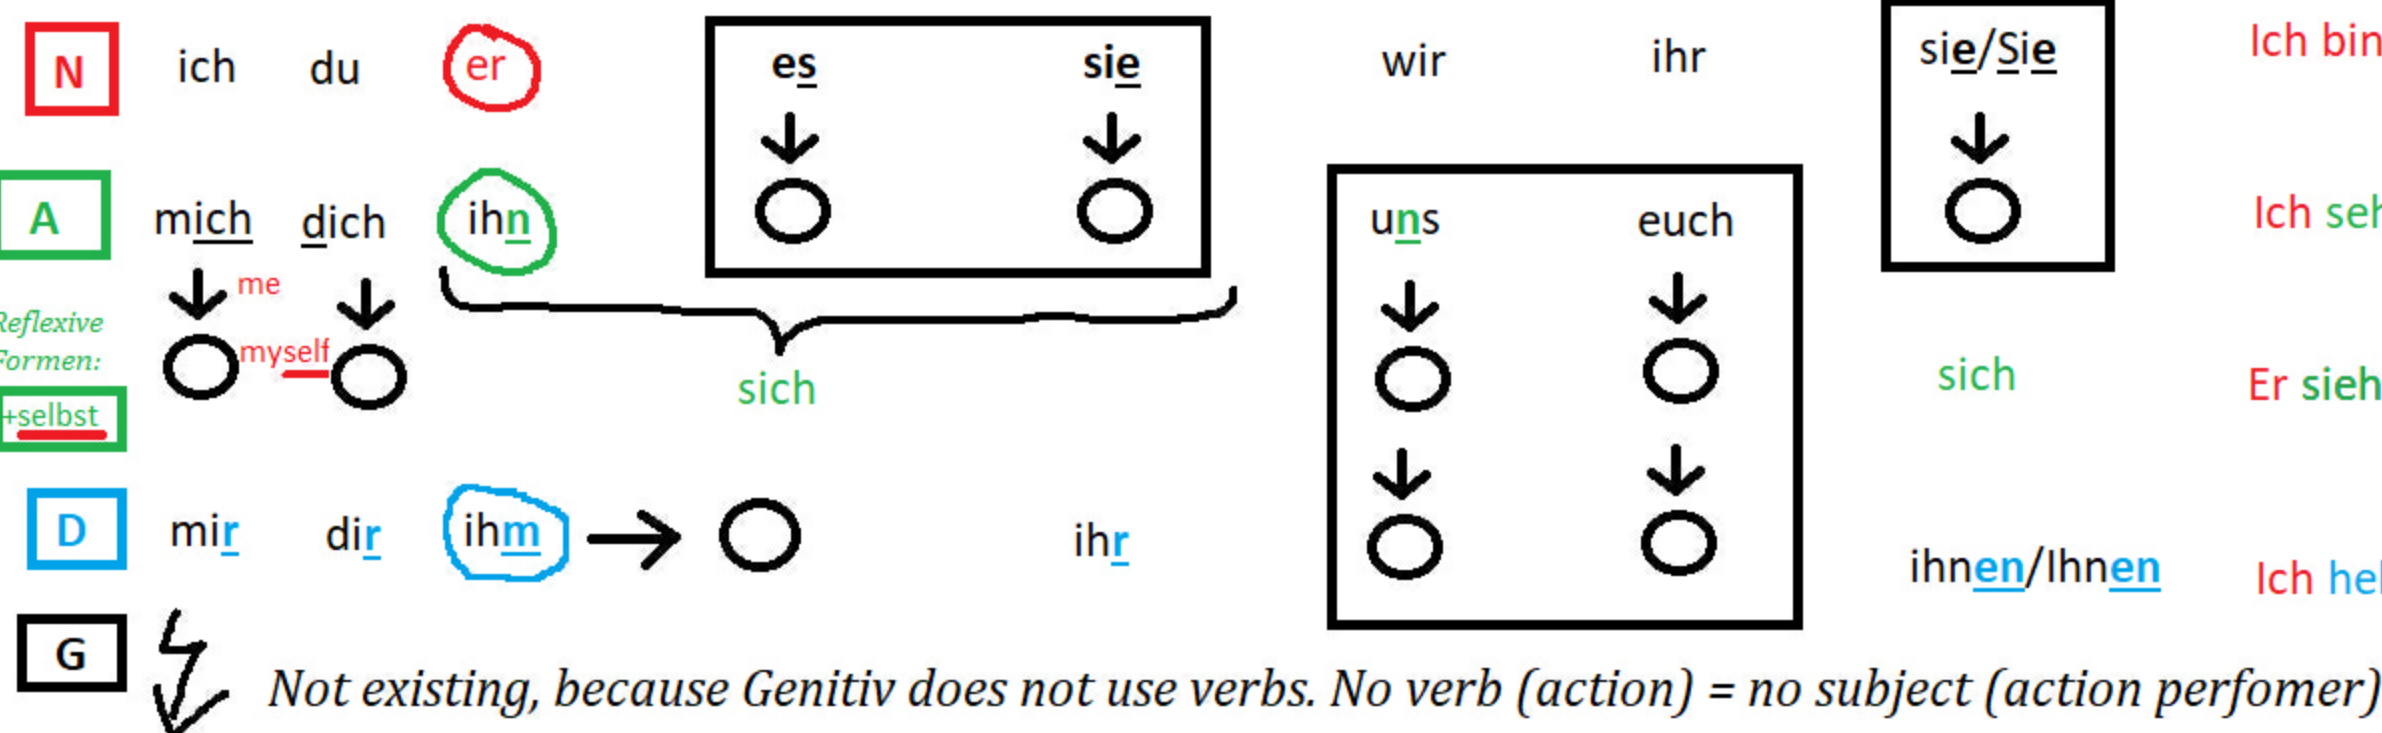 N ich du er es sie wir ihr sie/Sie Ich bin
A mich dich ihn uns euch Ich seh
me
Reflexive
Formen:
myself
sich sich Er sieh
+selbst
D mir dir ihm ihr ihnen/Ihnen Ich hel
G
Not existing, because Genitiv does not use verbs. No verb (action) = no subject (action perfomer)